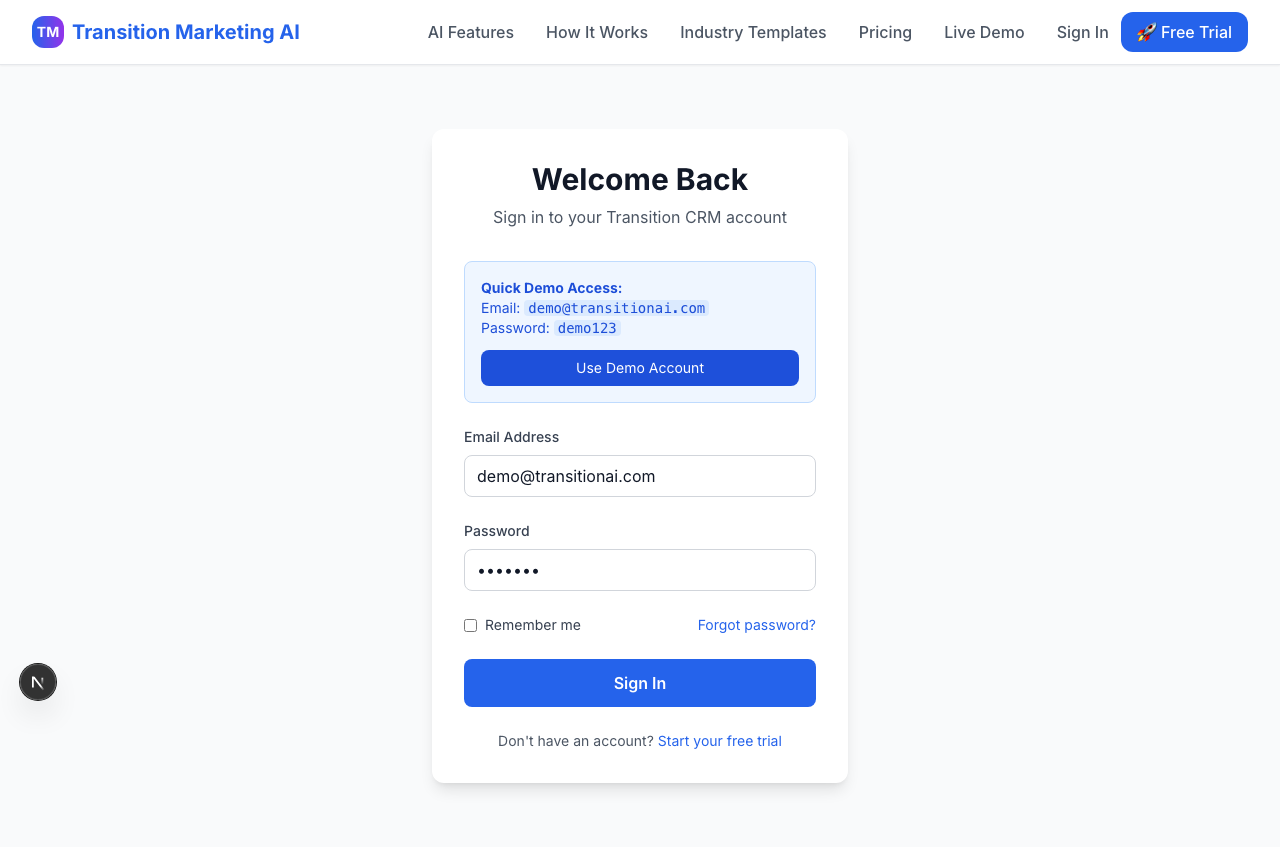 TM Transition Marketing AI
AI Features How It Works Industry Templates Pricing Live Demo Sign In 🚀 Free Trial
Welcome Back
Sign in to your Transition CRM account
Quick Demo Access:
Email: demo@transitionai.com
Password: demo123
Use Demo Account
Email Address
demo@transitionai.com
Password
•••••••
Remember me Forgot password?
N
Sign In
Don't have an account? Start your free trial